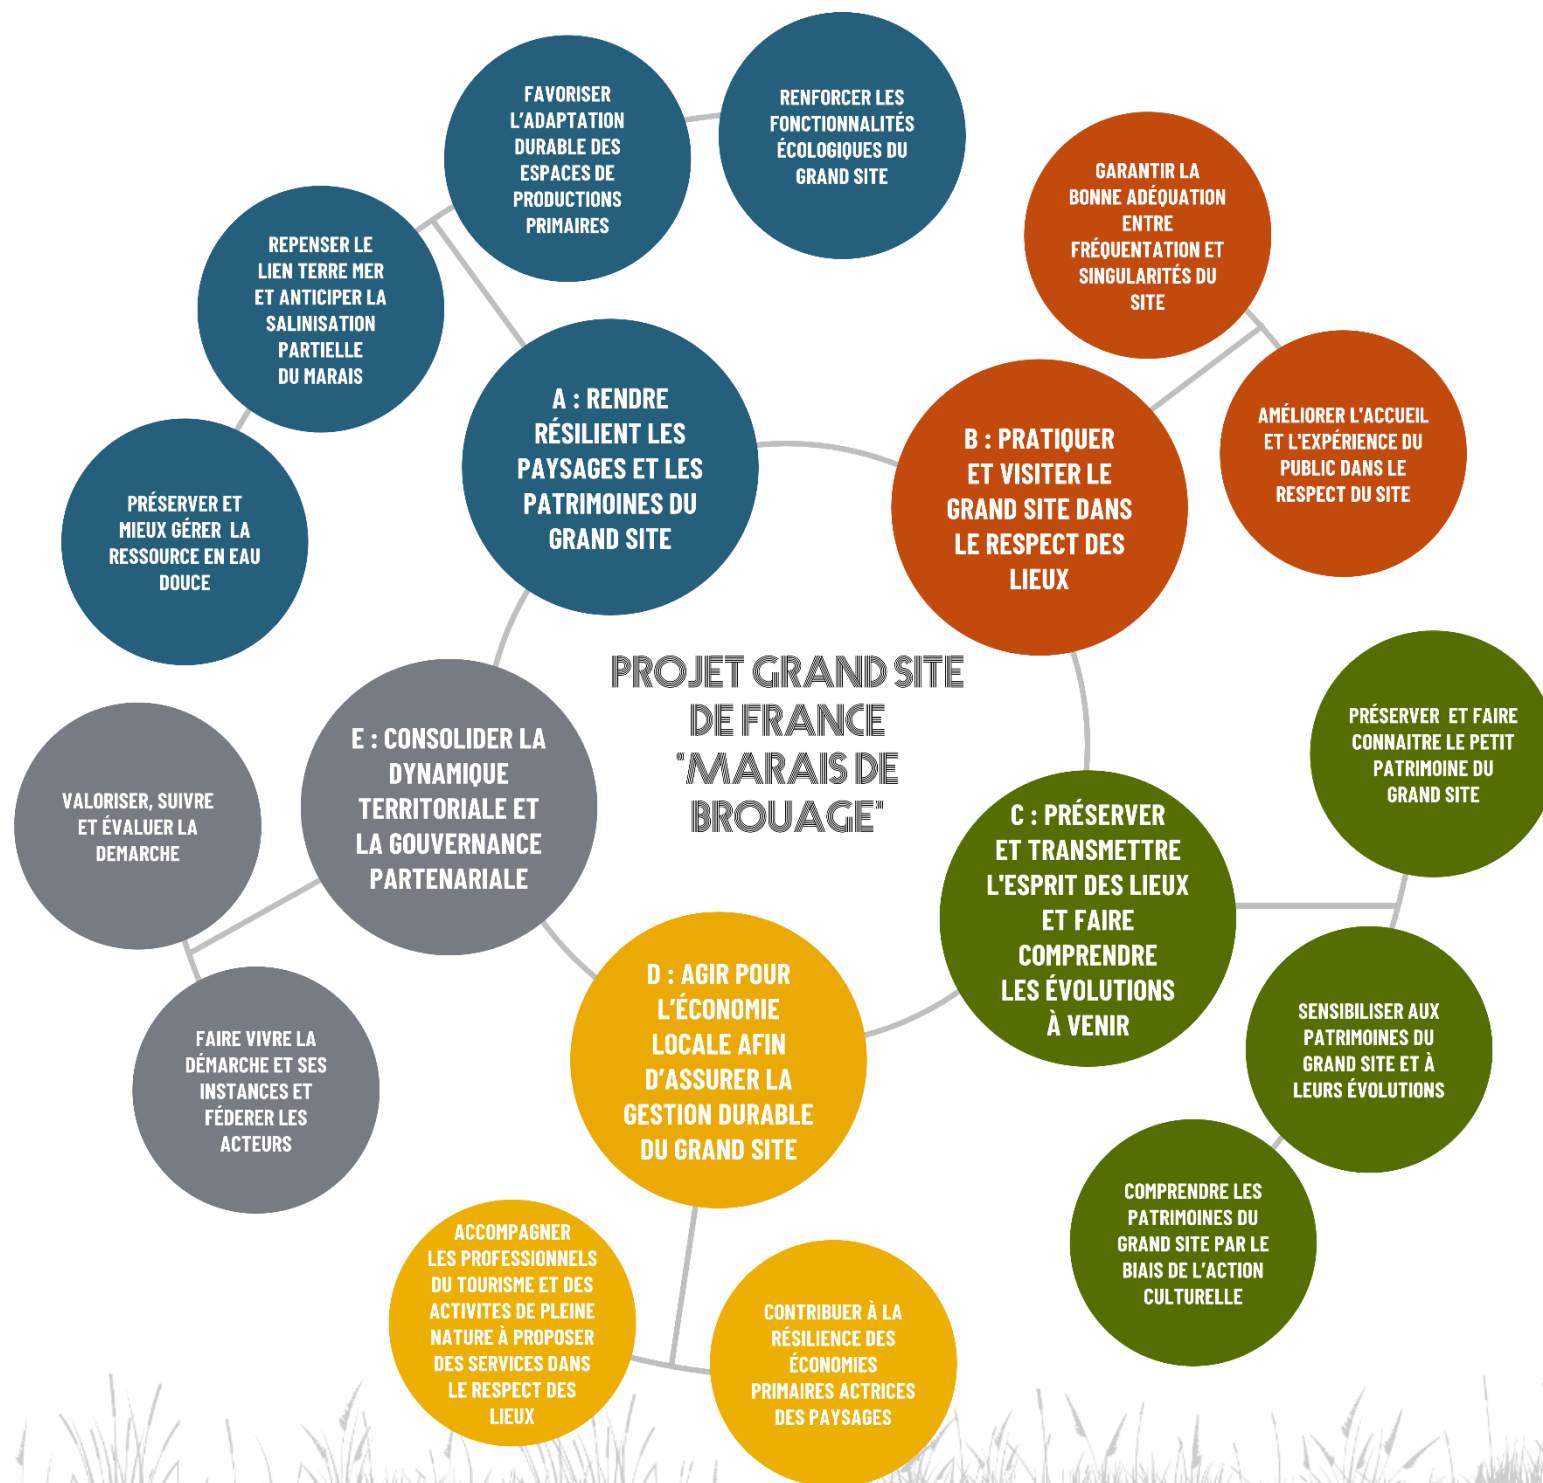 FAVORISER
L'ADAPTATION
DURABLE DES
ESPACES DE
PRODUCTIONS
PRIMAIRES
RENFORCER LES
FONCTIONNALITÉS
ÉCOLOGIQUES DU
GRAND SITE
REPENSER LE
LIEN TERRE MER
ET ANTICIPER LA
SALINISATION
PARTIELLE
DU MARAIS
PRÉSERVER ET
MIEUX GÉRER LA
RESSOURCE EN EAU
DOUCE
A : RENDRE
RÉSILIENT LES
PAYSAGES ET LES
PATRIMOINES DU
GRAND SITE
GARANTIR LA
BONNE ADÉQUATION
ENTRE
FRÉQUENTATION ET
SINGULARITÉS DU
SITE
AMÉLIORER L'ACCUEIL
ET L'EXPÉRIENCE DU
PUBLIC DANS LE
RESPECT DU SITE
B : PRATIQUER
ET VISITER LE
GRAND SITE DANS
LE RESPECT DES
LIEUX
PROJET GRAND SITE
DE FRANCE
"MARAIS DE
BROUAGE"
PRÉSERVER ET FAIRE
CONNAITRE LE PETIT
PATRIMOINE DU
GRAND SITE
C : PRÉSERVER
ET TRANSMETTRE
L'ESPRIT DES LIEUX
ET FAIRE
COMPRENDRE
LES ÉVOLUTIONS
À VENIR
SENSIBILISER AUX
PATRIMOINES DU
GRAND SITE ET À
LEURS ÉVOLUTIONS
COMPRENDRE LES
PATRIMOINES DU
GRAND SITE PAR LE
BIAIS DE L'ACTION
CULTURELLE
D : AGIR POUR
L'ÉCONOMIE
LOCALE AFIN
D'ASSURER LA
GESTION DURABLE
DU GRAND SITE
ACCOMPAGNER
LES PROFESSIONNELS
DU TOURISME ET DES
ACTIVITES DE PLEINE
NATURE À PROPOSER
DES SERVICES DANS
LE RESPECT DES
LIEUX
CONTRIBUER À LA
RÉSILIENCE DES
ÉCONOMIES
PRIMAIRES ACTRICES
DES PAYSAGES
E : CONSOLIDER LA
DYNAMIQUE
TERRITORIALE ET
LA GOUVERNANCE
PARTENARIALE
VALORISER, SUIVRE
ET ÉVALUER LA
DEMARCHE
FAIRE VIVRE LA
DÉMARCHE ET SES
INSTANCES ET
FÉDERER LES
ACTEURS